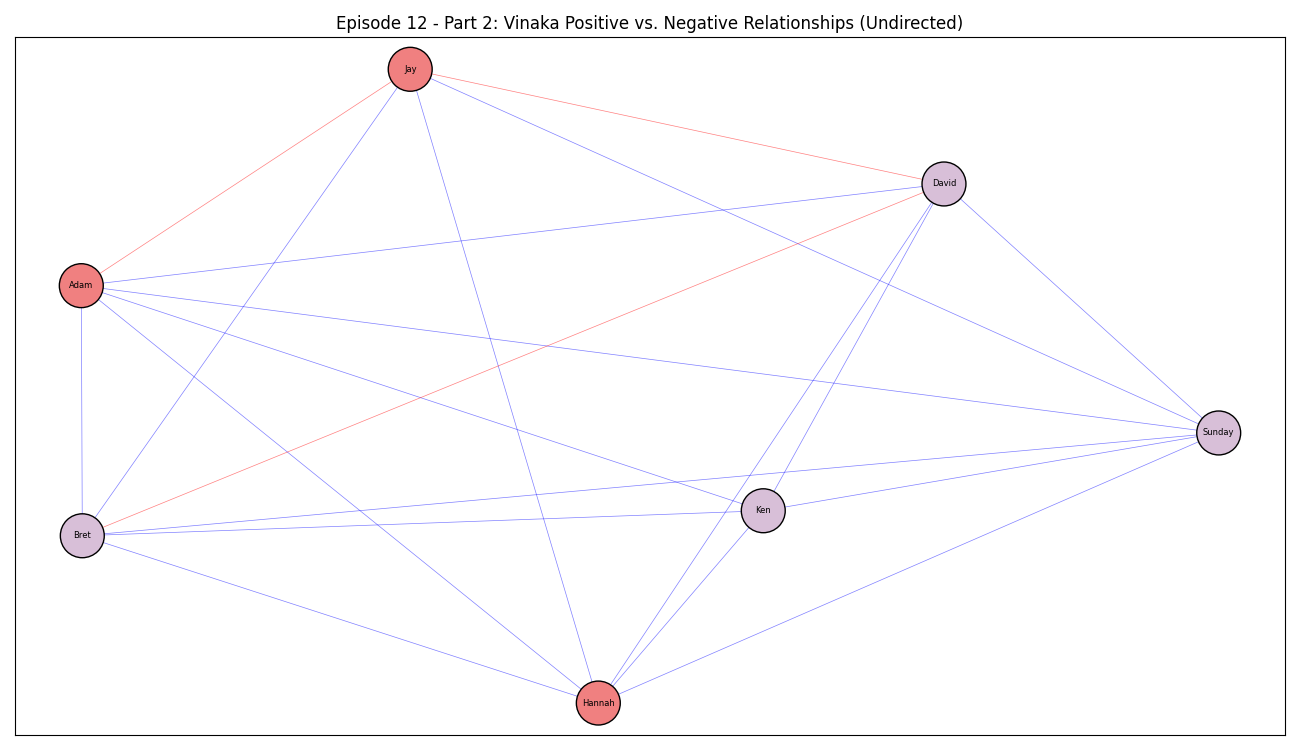 Episode 12 - Part 2: Vinaka Positive vs. Negative Relationships (Undirected)
Jay
David
Adam
Sunday
Ken
Bret
Hannah